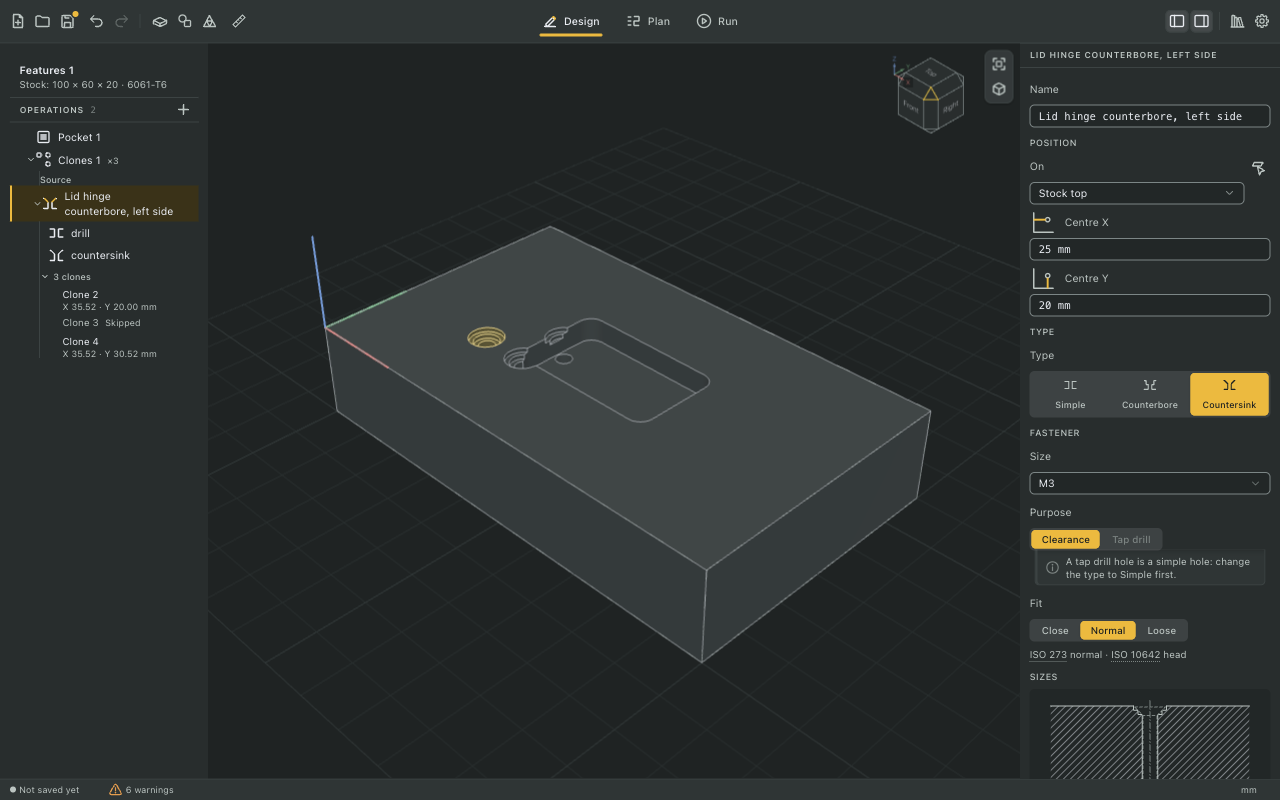 Design
Plan
Run
Features 1
Stock: 100 × 60 × 20 · 6061-T6
OPERATIONS 2
Pocket 1
Clones 1 ×3
Source
Lid hinge
counterbore, left side
drill
countersink
3 clones
Clone 2
X 35.52 · Y 20.00 mm
Clone 3 Skipped
Clone 4
X 35.52 · Y 30.52 mm
Top
Front
Right
LID HINGE COUNTERBORE, LEFT SIDE
Name
Lid hinge counterbore, left side
POSITION
On
Stock top
Centre X
25 mm
Centre Y
20 mm
TYPE
Type
Simple
Counterbore
Countersink
FASTENER
Size
M3
Purpose
Clearance
Tap drill
A tap drill hole is a simple hole: change
the type to Simple first.
Fit
Close
Normal
Loose
ISO 273 normal · ISO 10642 head
SIZES
Not saved yet
6 warnings
mm